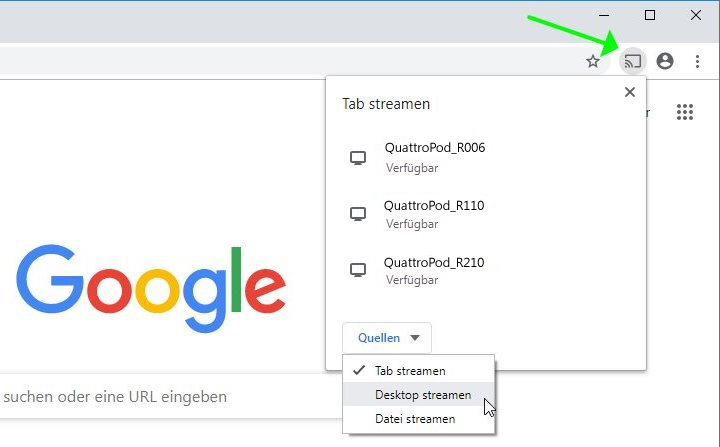 Tab streamen
r
QuattroPod_R006
Verfügbar
QuattroPod_R110
Verfügbar
QuattroPod_R210
Verfügbar
Google
Quellen
Tab streamen
suchen oder eine URL eingeben
Desktop streamen
Datei streamen